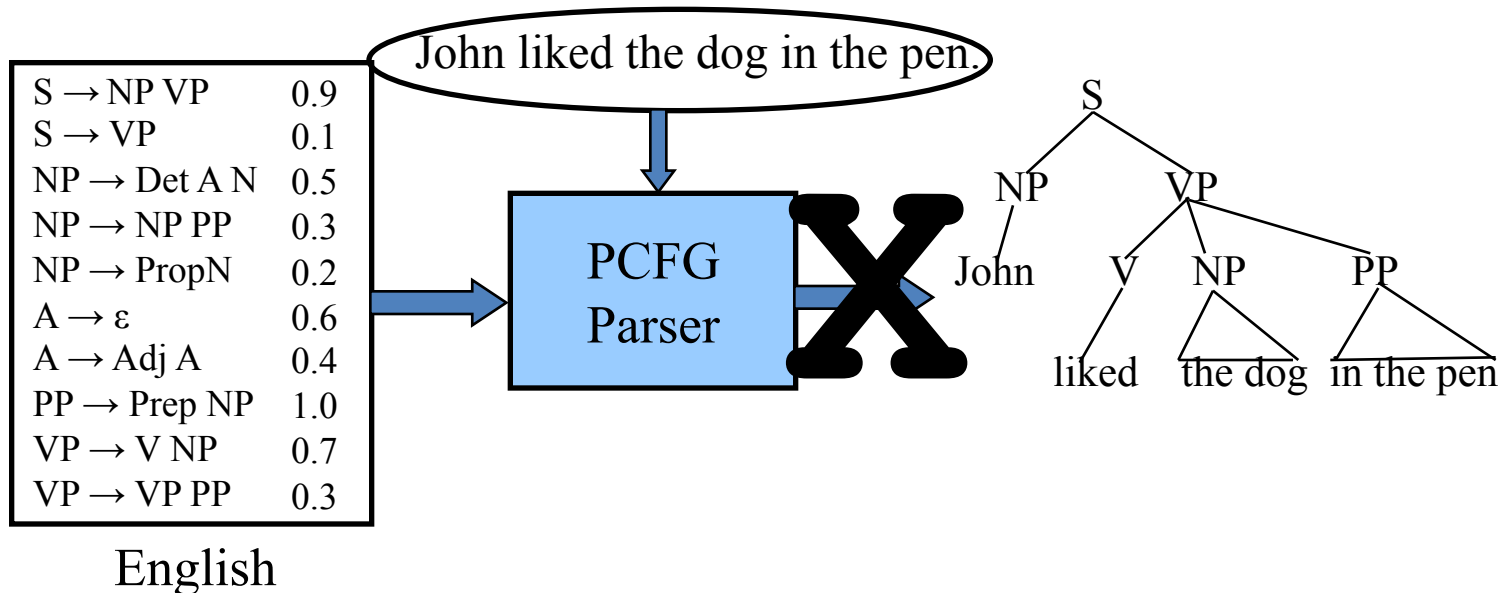 John liked the dog in the pen.
S → NP VP 0.9
S → VP 0.1
NP → Det A N 0.5
NP → NP PP 0.3
NP → PropN 0.2
A → ε 0.6
A → Adj A 0.4
PP → Prep NP 1.0
VP → V NP 0.7
VP → VP PP 0.3
English
PCFG
Parser
X
S
NP VP
John V NP PP
liked the dog in the pen